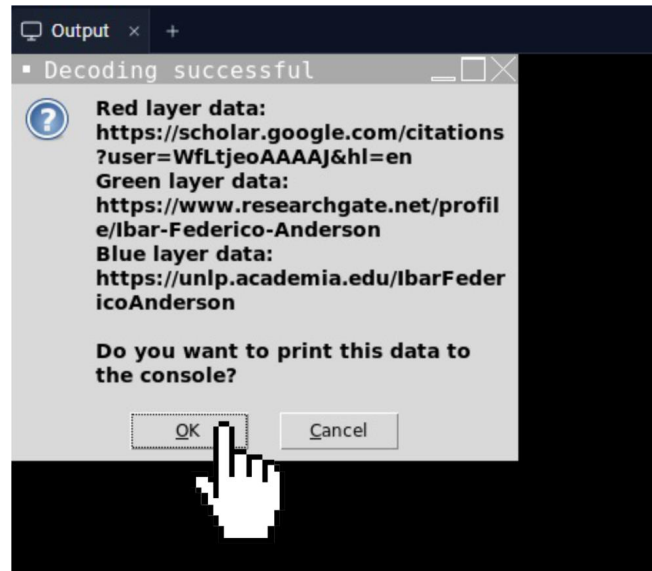 Output × +
Decoding successful
Red layer data:
https://scholar.google.com/citations
?user=WfLtjeoAAAAJ&hl=en
Green layer data:
https://www.researchgate.net/profil
e/Ibar-Federico-Anderson
Blue layer data:
https://unlp.academia.edu/IbarFeder
icoAnderson
Do you want to print this data to
the console?
OK Cancel